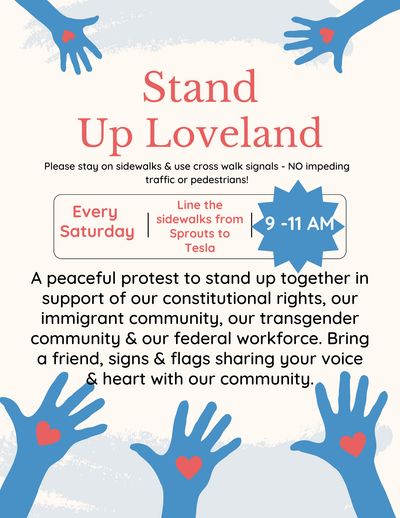 Stand
Up Loveland
Please stay on sidewalks & use cross walk signals - NO impeding
traffic or pedestrians!
Every
Saturday
Line the
sidewalks from
Sprouts to
Tesla
9 -11 AM
A peaceful protest to stand up together in
support of our constitutional rights, our
immigrant community, our transgender
community & our federal workforce. Bring
a friend, signs & flags sharing your voice
& heart with our community.